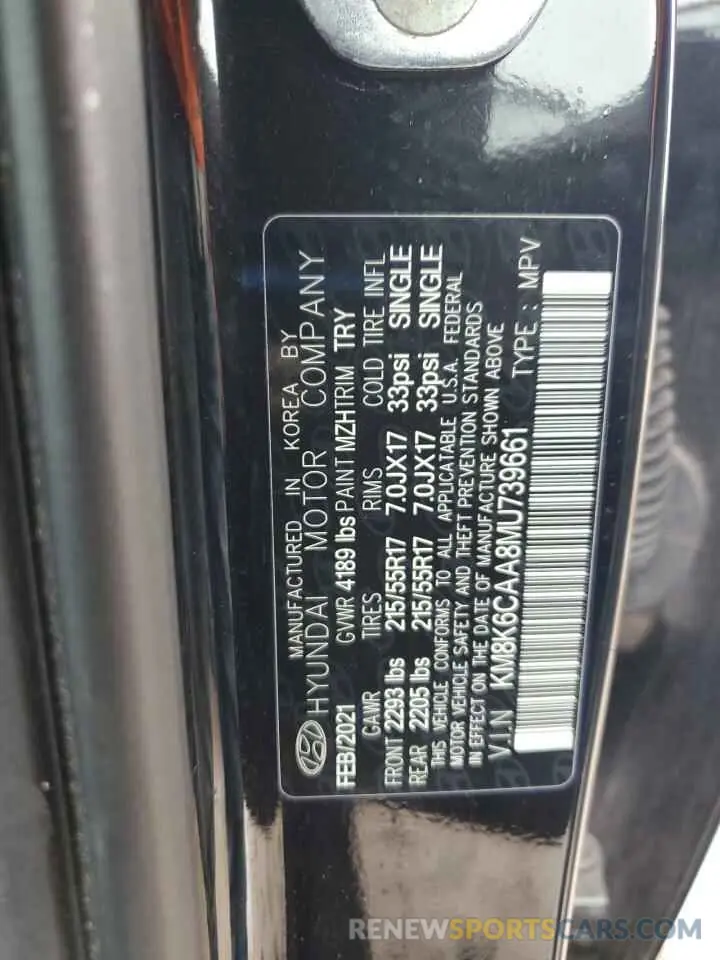 MANUFACTURED IN KOREA BY
HYUNDAI MOTOR COMPANY
FEB/2021 GVWR 4189 lbs PAINT MZH TRIM TRY
GAWR TIRES RIMS COLD TIRE INFL
FRONT 2293 lbs 215/55R17 7.0JX17 33psi SINGLE
REAR 2205 lbs 215/55R17 7.0JX17 33psi SINGLE
THIS VEHICLE CONFORMS TO ALL APPLICATABLE U.S.A. FEDERAL
MOTOR VEHICLE SAFETY AND THEFT PREVENTION STANDARDS
IN EFFECT ON THE DATE OF MANUFACTURE SHOWN ABOVE
VIN KM8K6CAA8MU739661 TYPE : MPV
RENEWSPORTSCARS.COM